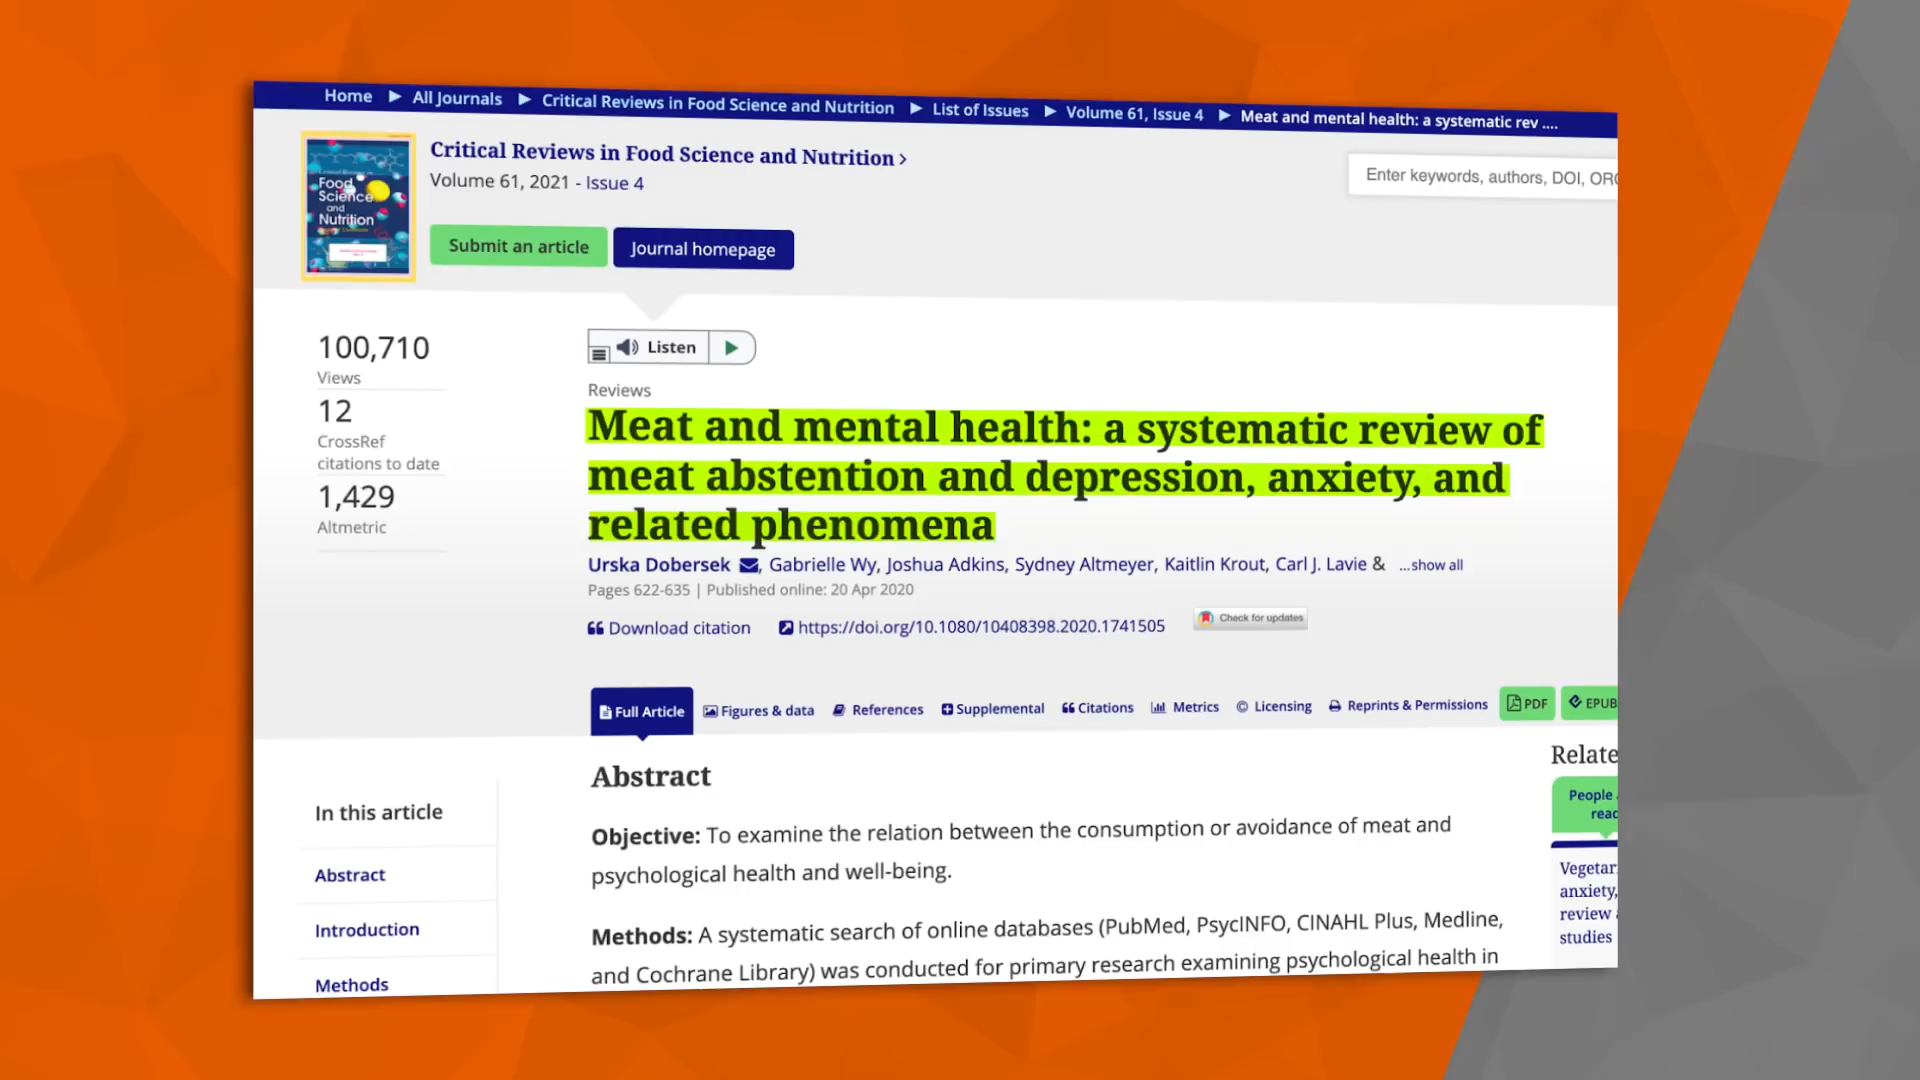 Home ▶ All Journals ▶ Critical Reviews in Food Science and Nutrition ▶ List of Issues ▶ Volume 61, Issue 4 ▶ Meat and mental health: a systematic rev ....
Critical Reviews in Food Science and Nutrition >
Volume 61, 2021 - Issue 4
Enter keywords, authors, DOI, ORC
Food
Science
and
Nutrition
Submit an article
Journal homepage
100,710
Views
12
CrossRef
citations to date
1,429
Altmetric
Listen
Reviews
Meat and mental health: a systematic review of
meat abstention and depression, anxiety, and
related phenomena
Urska Dobersek, Gabrielle Wy, Joshua Adkins, Sydney Altmeyer, Kaitlin Krout, Carl J. Lavie & ...show all
Pages 622-635 | Published online: 20 Apr 2020
Download citation https://doi.org/10.1080/10408398.2020.1741505 Check for updates
Full Article Figures & data References Supplemental Citations Metrics Licensing Reprints & Permissions PDF EPUB
In this article
Abstract
Introduction
Methods
Abstract
Objective: To examine the relation between the consumption or avoidance of meat and
psychological health and well-being.
Methods: A systematic search of online databases (PubMed, PsycINFO, CINAHL Plus, Medline,
and Cochrane Library) was conducted for primary research examining psychological health in
Relate
People
read
Vegetar
anxiety,
review
studies